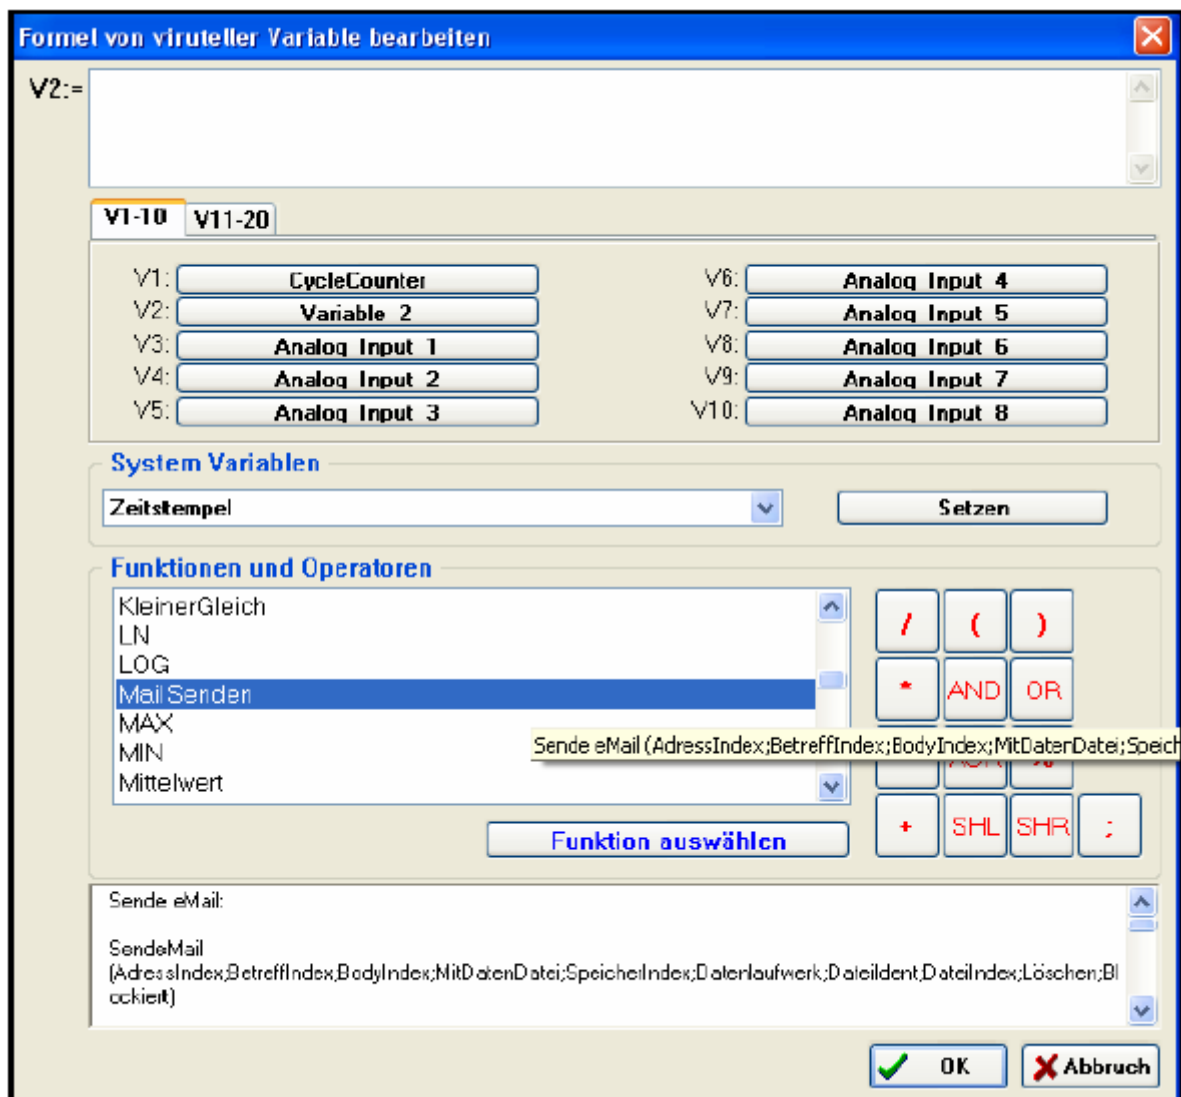 Formel von viruteller Variable bearbeiten
V2:=
V1-10 V11-20
V1: CycleCounter V6: Analog Input 4
V2: Variable 2 V7: Analog Input 5
V3: Analog Input 1 V8: Analog Input 6
V4: Analog Input 2 V9: Analog Input 7
V5: Analog Input 3 V10: Analog Input 8
System Variablen
Zeitstempel Setzen
Funktionen und Operatoren
KleinerGleich
LN / ( )
LOG
MailSenden * AND OR
MAX
MIN Sende eMail (AdressIndex;BetreffIndex;BodyIndex;MitDatenDatei;Speich
Mittelwert
+ SHL SHR ;
Funktion auswählen
Sende eMail:
SendeMail
(AdressIndex;BetreffIndex;BodyIndex;MitDatenDatei;SpeicherIndex;Datenlaufwerk;DateiIdent;DateiIndex;Löschen;Bl
ockiert)
OK Abbruch